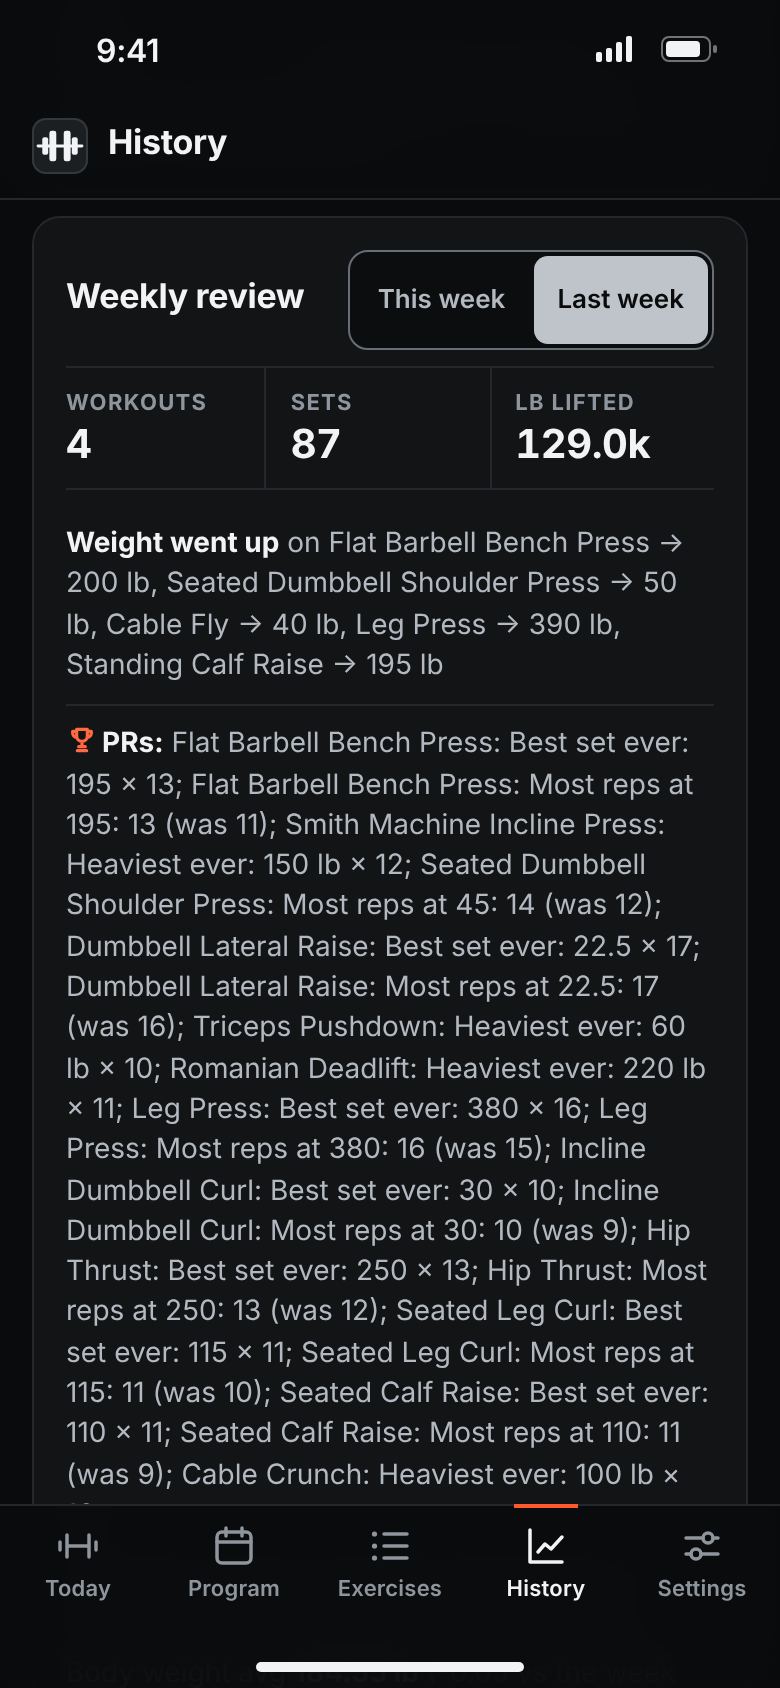 9:41
History
Weekly review
This week
Last week
WORKOUTS
4
SETS
87
LB LIFTED
129.0k
Weight went up on Flat Barbell Bench Press →
200 lb, Seated Dumbbell Shoulder Press → 50
lb, Cable Fly → 40 lb, Leg Press → 390 lb,
Standing Calf Raise → 195 lb
PRs: Flat Barbell Bench Press: Best set ever:
195 × 13; Flat Barbell Bench Press: Most reps at
195: 13 (was 11); Smith Machine Incline Press:
Heaviest ever: 150 lb × 12; Seated Dumbbell
Shoulder Press: Most reps at 45: 14 (was 12);
Dumbbell Lateral Raise: Best set ever: 22.5 × 17;
Dumbbell Lateral Raise: Most reps at 22.5: 17
(was 16); Triceps Pushdown: Heaviest ever: 60
lb × 10; Romanian Deadlift: Heaviest ever: 220 lb
× 11; Leg Press: Best set ever: 380 × 16; Leg
Press: Most reps at 380: 16 (was 15); Incline
Dumbbell Curl: Best set ever: 30 × 10; Incline
Dumbbell Curl: Most reps at 30: 10 (was 9); Hip
Thrust: Best set ever: 250 × 13; Hip Thrust: Most
reps at 250: 13 (was 12); Seated Leg Curl: Best
set ever: 115 × 11; Seated Leg Curl: Most reps at
115: 11 (was 10); Seated Calf Raise: Best set ever:
110 × 11; Seated Calf Raise: Most reps at 110: 11
(was 9); Cable Crunch: Heaviest ever: 100 lb ×
Today
Program
Exercises
History
Settings
Body weight avg